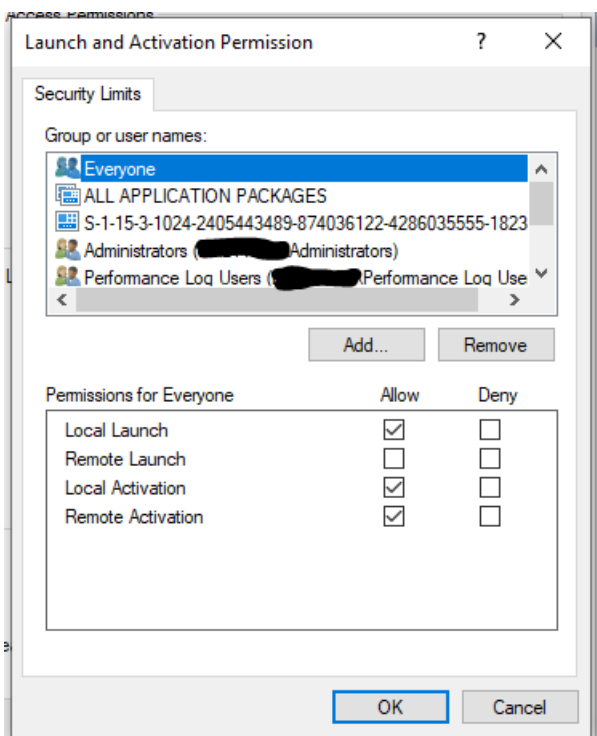 Access Permissions
Launch and Activation Permission ? ×
Security Limits
Group or user names:
Everyone
ALL APPLICATION PACKAGES
S-1-15-3-1024-2405443489-874036122-4286035555-1823
Administrators ( Administrators)
Performance Log Users ( Performance Log Use
Add... Remove
Permissions for Everyone Allow Deny
Local Launch
Remote Launch
Local Activation
Remote Activation
OK Cancel